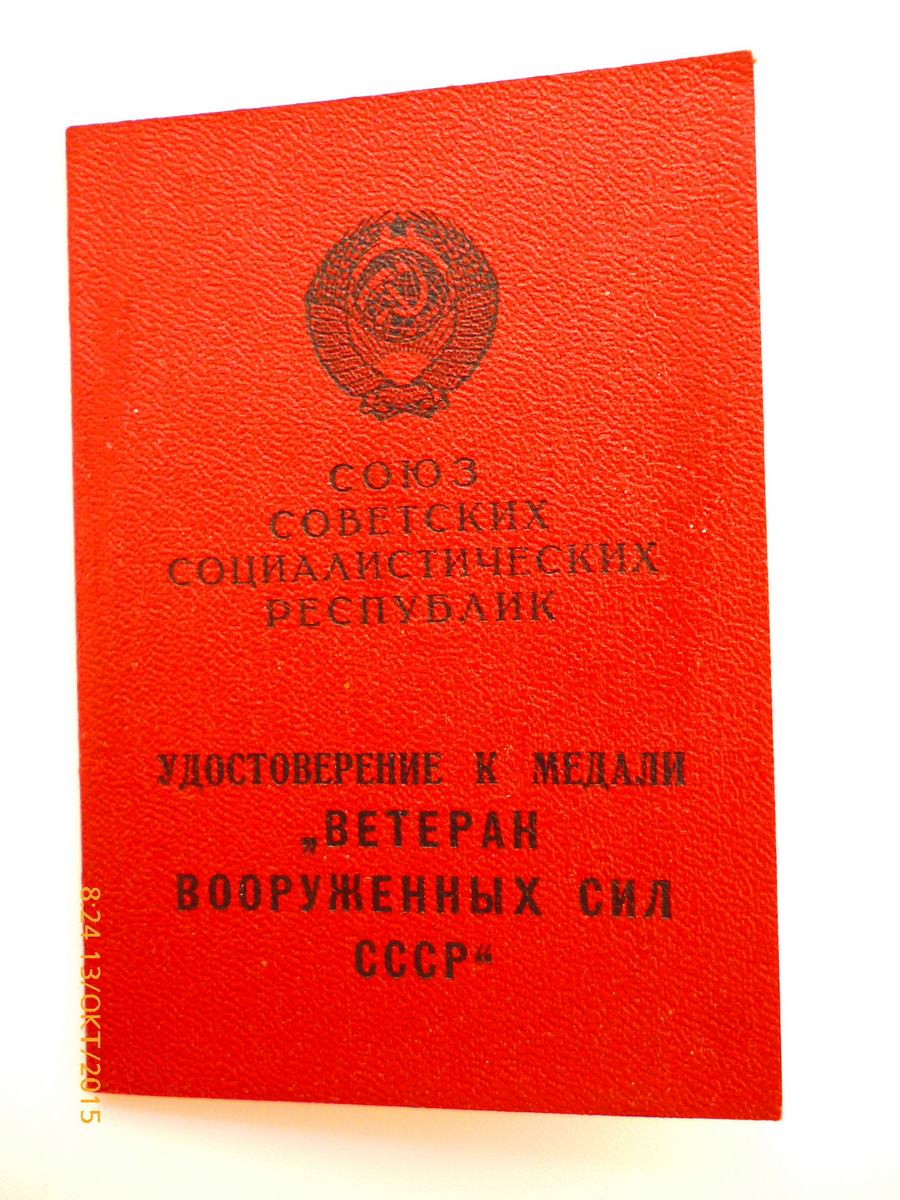 СОЮЗ
СОВЕТСКИХ
СОЦИАЛИСТИЧЕСКИХ
РЕСПУБЛИК
УДОСТОВЕРЕНИЕ К МЕДАЛИ
„ВЕТЕРАН
ВООРУЖЕННЫХ СИЛ
СССР“
8:24 13/ОКТ/2015